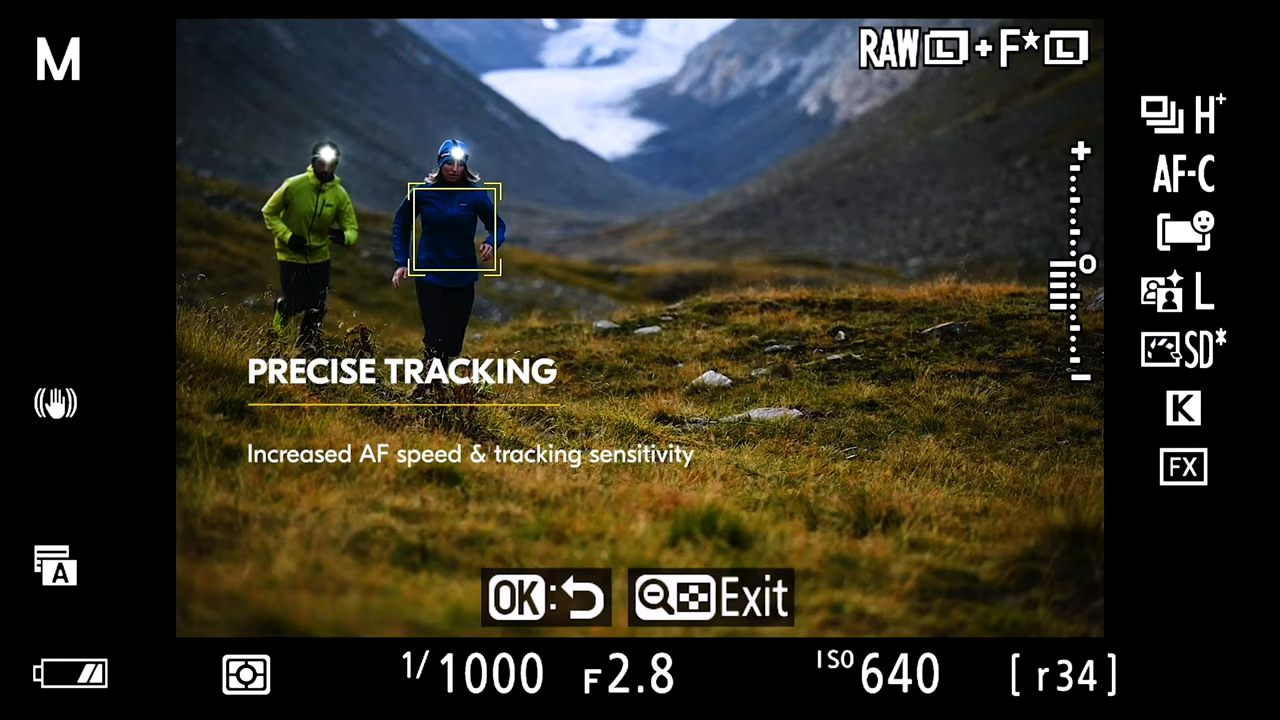 M
RAW L + F★ L
H+
AF-C
L
SD*
K
FX
+
0
−
PRECISE TRACKING
Increased AF speed & tracking sensitivity
A
OK: Exit
1/1000 F2.8 ISO 640 [ r34 ]